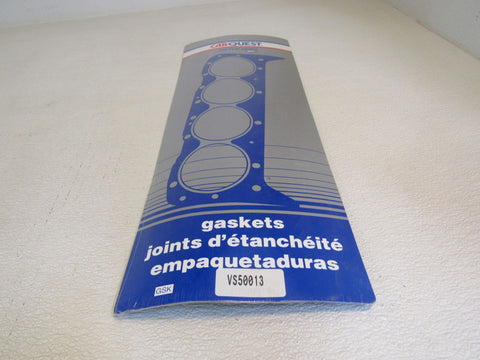 CARQUEST
gaskets
joints d'étanchéité
empaquetaduras
VS50013
GSK